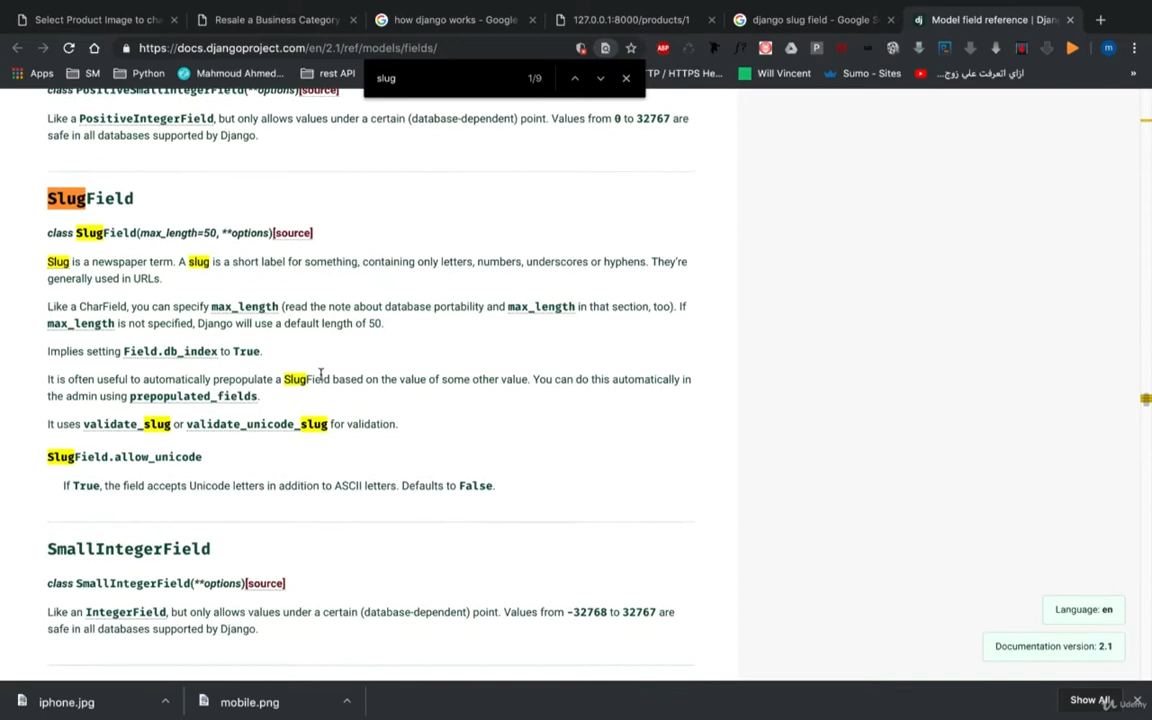 Select Product Image to cha
Resale a Business Category
how django works - Google
127.0.0.1:8000/products/1
django slug field - Google S
Model field reference | Djan
https://docs.djangoproject.com/en/2.1/ref/models/fields/
Apps
SM
Python
Mahmoud Ahmed...
rest API
TP / HTTPS He...
Will Vincent
Sumo - Sites
ازاي اتعرفت علي زوج...
»
slug
1/9
class PositiveSmallIntegerField(**options)[source]
Like a PositiveIntegerField, but only allows values under a certain (database-dependent) point. Values from 0 to 32767 are
safe in all databases supported by Django.
SlugField
class SlugField(max_length=50, **options)[source]
Slug is a newspaper term. A slug is a short label for something, containing only letters, numbers, underscores or hyphens. They're
generally used in URLs.
Like a CharField, you can specify max_length (read the note about database portability and max_length in that section, too). If
max_length is not specified, Django will use a default length of 50.
Implies setting Field.db_index to True.
It is often useful to automatically prepopulate a SlugField based on the value of some other value. You can do this automatically in
the admin using prepopulated_fields.
It uses validate_slug or validate_unicode_slug for validation.
SlugField.allow_unicode
If True, the field accepts Unicode letters in addition to ASCII letters. Defaults to False.
SmallIntegerField
class SmallIntegerField(**options)[source]
Like an IntegerField, but only allows values under a certain (database-dependent) point. Values from -32768 to 32767 are
safe in all databases supported by Django.
Language: en
Documentation version: 2.1
iphone.jpg
mobile.png
Show All
Udemy